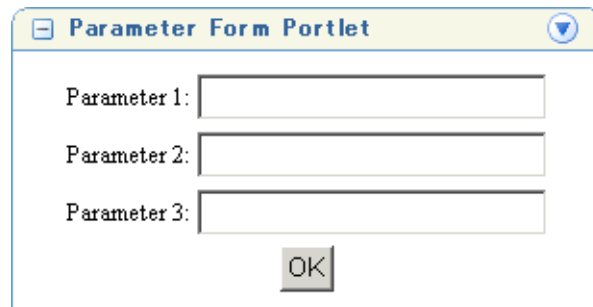 Parameter Form Portlet
Parameter 1:
Parameter 2:
Parameter 3:
OK